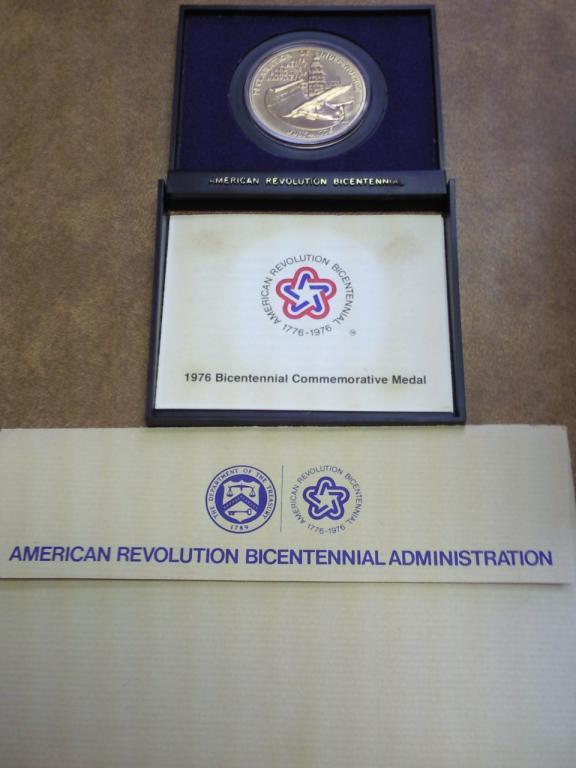 AMERICAN REVOLUTION BICENTENNIAL
AMERICAN REVOLUTION BICENTENNIAL
1776-1976
1976 Bicentennial Commemorative Medal
THE DEPARTMENT OF THE TREASURY
1789
AMERICAN REVOLUTION BICENTENNIAL
1776-1976
AMERICAN REVOLUTION BICENTENNIAL ADMINISTRATION